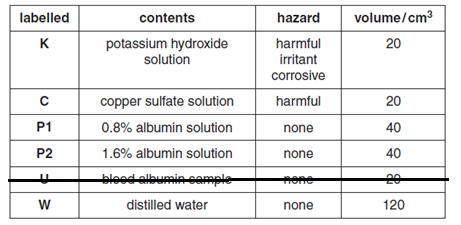 labelled contents hazard volume/cm³
K potassium hydroxide solution harmful irritant corrosive 20
C copper sulfate solution harmful 20
P1 0.8% albumin solution none 40
P2 1.6% albumin solution none 40
U blood albumin sample none 20
W distilled water none 120